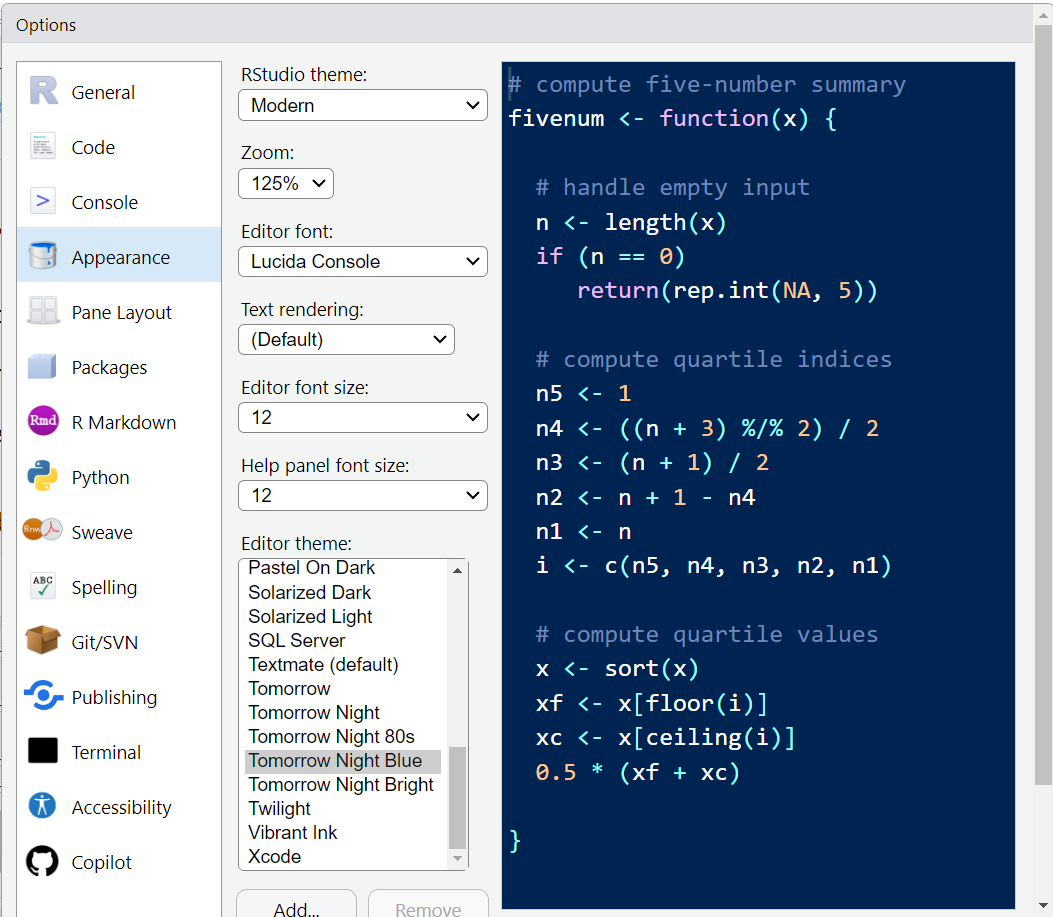 Options
General
Code
Console
Appearance
Pane Layout
Packages
Rmd
R Markdown
Python
Rnw
Sweave
ABC
Spelling
Git/SVN
Publishing
Terminal
Accessibility
Copilot
RStudio theme:
Modern
Zoom:
125%
Editor font:
Lucida Console
Text rendering:
(Default)
Editor font size:
12
Help panel font size:
12
Editor theme:
Pastel On Dark
Solarized Dark
Solarized Light
SQL Server
Textmate (default)
Tomorrow
Tomorrow Night
Tomorrow Night 80s
Tomorrow Night Blue
Tomorrow Night Bright
Twilight
Vibrant Ink
Xcode
Add...
Remove
# compute five-number summary
fivenum <- function(x) {
# handle empty input
n <- length(x)
if (n == 0)
return(rep.int(NA, 5))
# compute quartile indices
n5 <- 1
n4 <- ((n + 3) %/% 2) / 2
n3 <- (n + 1) / 2
n2 <- n + 1 - n4
n1 <- n
i <- c(n5, n4, n3, n2, n1)
# compute quartile values
x <- sort(x)
xf <- x[floor(i)]
xc <- x[ceiling(i)]
0.5 * (xf + xc)
}